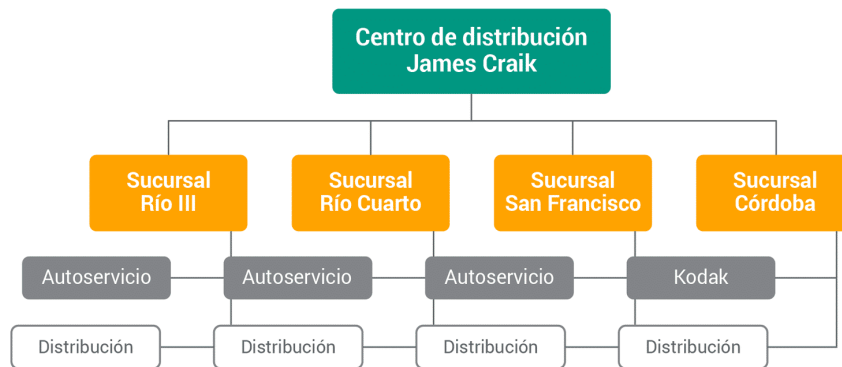 Centro de distribución
James Craik
Sucursal
Río III
Sucursal
Río Cuarto
Sucursal
San Francisco
Sucursal
Córdoba
Autoservicio
Autoservicio
Autoservicio
Kodak
Distribución
Distribución
Distribución
Distribución